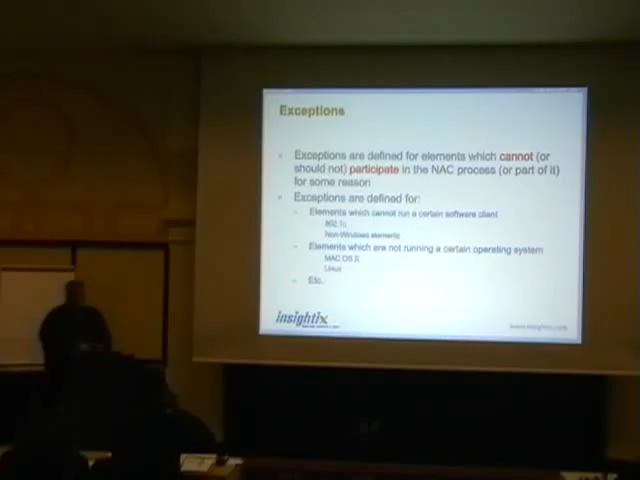 Exceptions
Exceptions are defined for elements which cannot (or
should not) participate in the NAC process (or part of it)
for some reason
Exceptions are defined for:
Elements which cannot run a certain software client
802.1x
Non-Windows elements
Elements which are not running a certain operating system
MAC OS X
Linux
Etc.
insightix
www.insightix.com